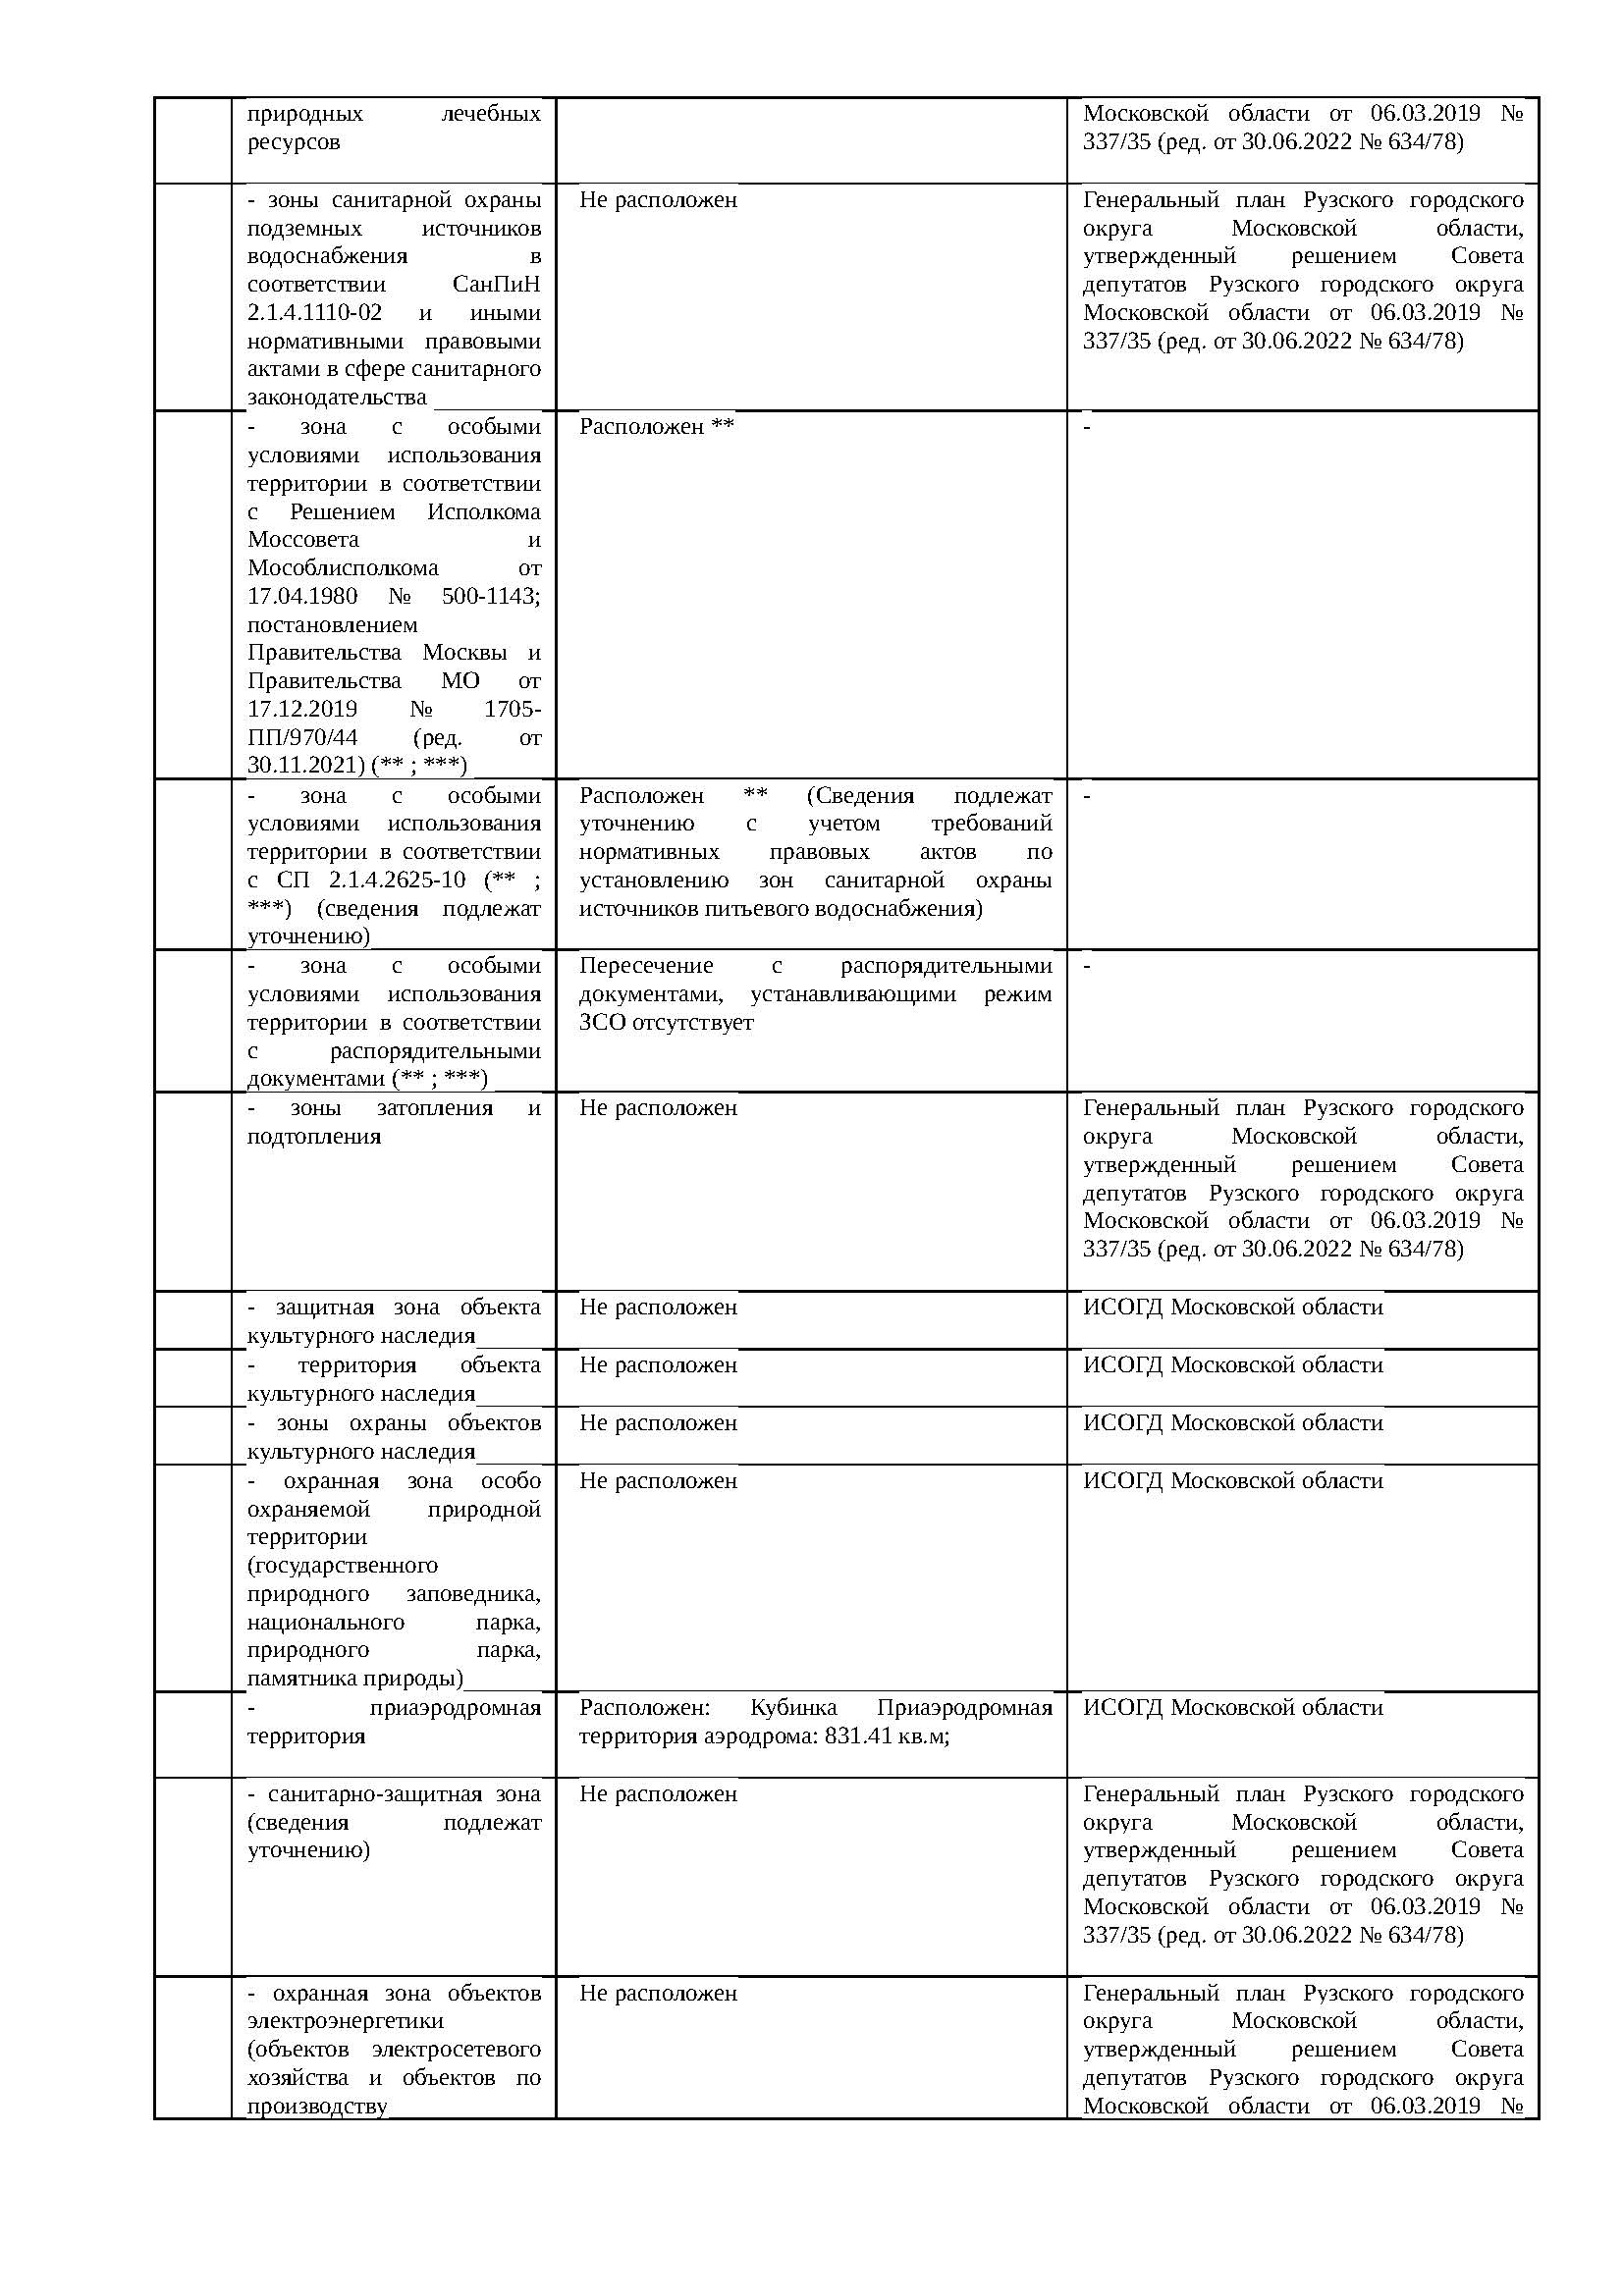 природных лечебных
ресурсов
Московской области от 06.03.2019 №
337/35 (ред. от 30.06.2022 № 634/78)
- зоны санитарной охраны
подземных источников
водоснабжения в
соответствии СанПиН
2.1.4.1110-02 и иными
нормативными правовыми
актами в сфере санитарного
законодательства
Не расположен
Генеральный план Рузского городского
округа Московской области,
утвержденный решением Совета
депутатов Рузского городского округа
Московской области от 06.03.2019 №
337/35 (ред. от 30.06.2022 № 634/78)
- зона с особыми
условиями использования
территории в соответствии
с Решением Исполкома
Моссовета и
Мособлисполкома от
17.04.1980 № 500-1143;
постановлением
Правительства Москвы и
Правительства МО от
17.12.2019 № 1705-
ПП/970/44 (ред. от
30.11.2021) (** ; ***)
Расположен **
-
- зона с особыми
условиями использования
территории в соответствии
с СП 2.1.4.2625-10 (** ;
***) (сведения подлежат
уточнению)
Расположен ** (Сведения подлежат
уточнению с учетом требований
нормативных правовых актов по
установлению зон санитарной охраны
источников питьевого водоснабжения)
-
- зона с особыми
условиями использования
территории в соответствии
с распорядительными
документами (** ; ***)
Пересечение с распорядительными
документами, устанавливающими режим
ЗСО отсутствует
-
- зоны затопления и
подтопления
Не расположен
Генеральный план Рузского городского
округа Московской области,
утвержденный решением Совета
депутатов Рузского городского округа
Московской области от 06.03.2019 №
337/35 (ред. от 30.06.2022 № 634/78)
- защитная зона объекта
культурного наследия
Не расположен
ИСОГД Московской области
- территория объекта
культурного наследия
Не расположен
ИСОГД Московской области
- зоны охраны объектов
культурного наследия
Не расположен
ИСОГД Московской области
- охранная зона особо
охраняемой природной
территории
(государственного
природного заповедника,
национального парка,
природного парка,
памятника природы)
Не расположен
ИСОГД Московской области
- приаэродромная
территория
Расположен: Кубинка Приаэродромная
территория аэродрома: 831.41 кв.м;
ИСОГД Московской области
- санитарно-защитная зона
(сведения подлежат
уточнению)
Не расположен
Генеральный план Рузского городского
округа Московской области,
утвержденный решением Совета
депутатов Рузского городского округа
Московской области от 06.03.2019 №
337/35 (ред. от 30.06.2022 № 634/78)
- охранная зона объектов
электроэнергетики
(объектов электросетевого
хозяйства и объектов по
производству
Не расположен
Генеральный план Рузского городского
округа Московской области,
утвержденный решением Совета
депутатов Рузского городского округа
Московской области от 06.03.2019 №